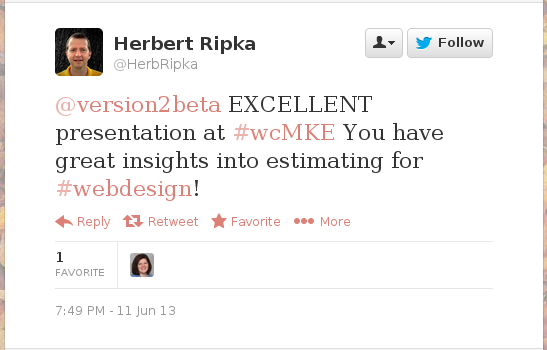 Herbert Ripka
@HerbRipka
Follow
@version2beta EXCELLENT
presentation at #wcMKE You have
great insights into estimating for
#webdesign!
Reply Retweet Favorite More
1
FAVORITE
7:49 PM - 11 Jun 13